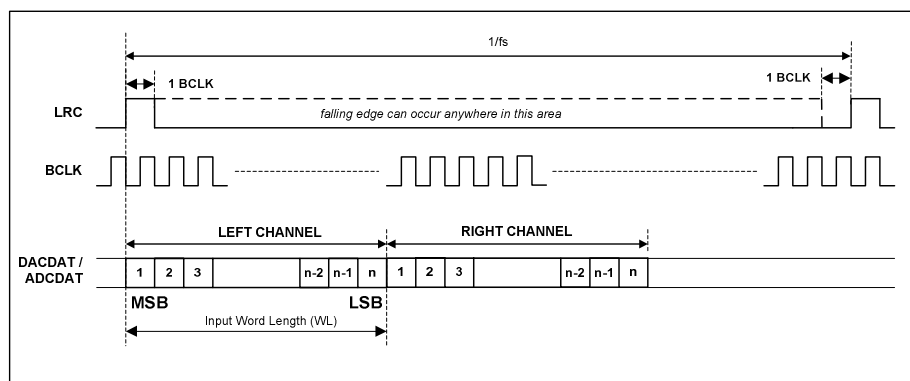 1/fs
1 BCLK
1 BCLK
LRC
falling edge can occur anywhere in this area
BCLK
LEFT CHANNEL
RIGHT CHANNEL
DACDAT /
ADCDAT
1 2 3 n-2 n-1 n 1 2 3 n-2 n-1 n
MSB LSB
Input Word Length (WL)